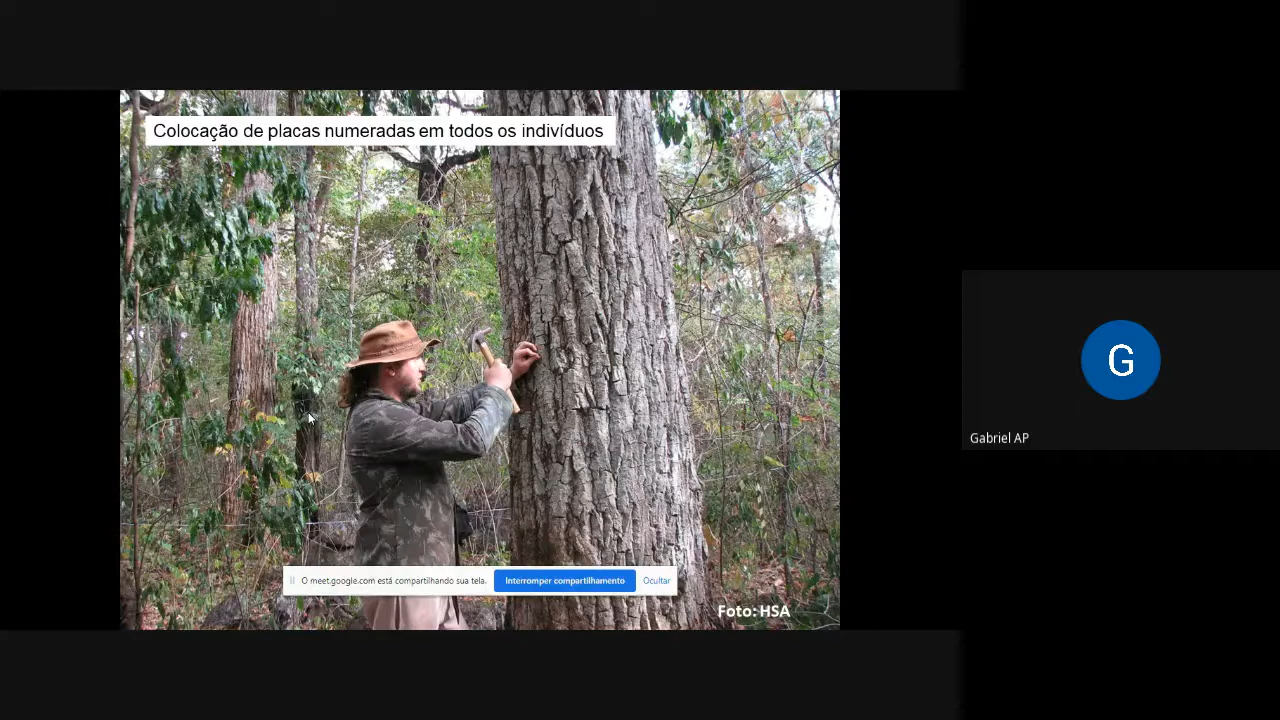 Colocação de placas numeradas em todos os indivíduos
G
Gabriel AP
O meet.google.com está compartilhando sua tela. Interromper compartilhamento Ocultar
Foto: HSA